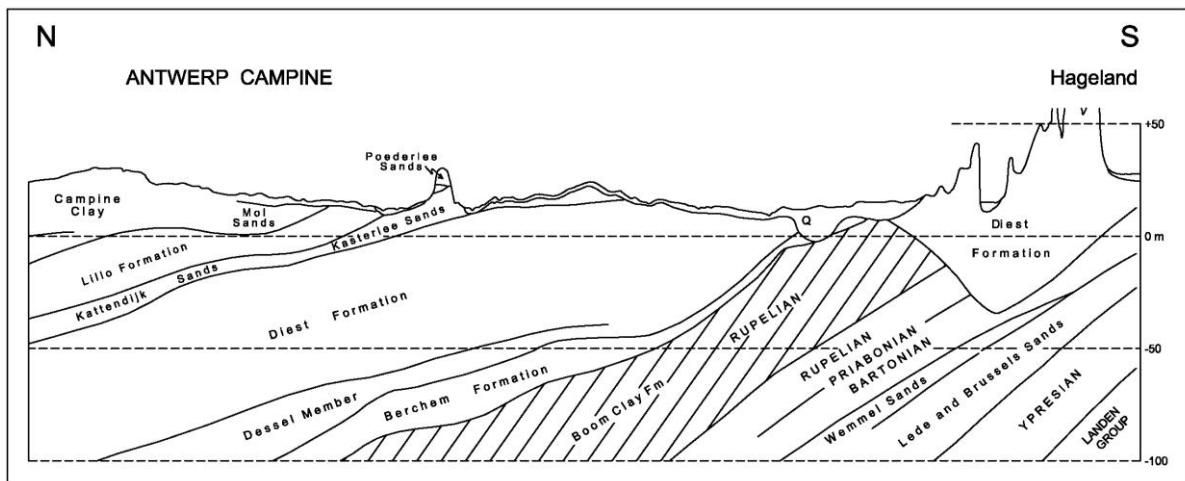 N
S
ANTWERP CAMPINE
Hageland
+50
Poederlee
Sands
Campine
Clay
Mol
Sands
Kasterlee Sands
Q
Diest
Formation
0 m
Lillo Formation
Kattendijk Sands
Diest Formation
RUPELIAN
-50
RUPELIAN
PRIABONIAN
BARTONIAN
Dessel Member
Berchem Formation
Boom Clay Fm
Wemmel Sands
Lede and Brussels Sands
YPRESIAN
LANDEN
GROUP
-100